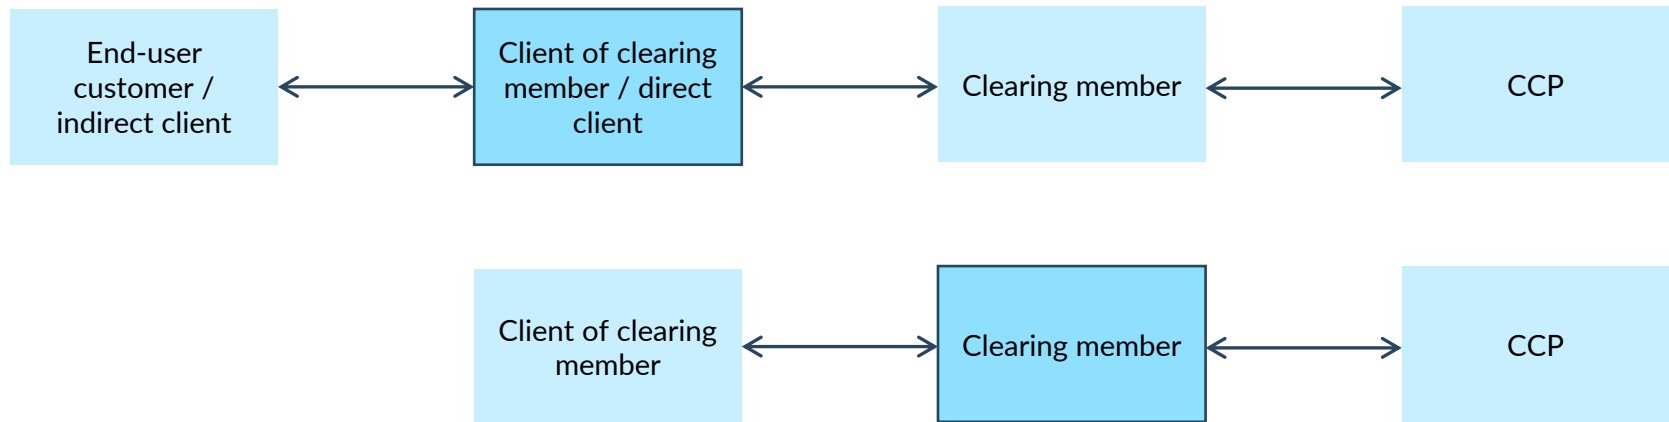 End-user
customer /
indirect client
Client of clearing
member / direct
client
Clearing member
CCP
Client of clearing
member
Clearing member
CCP